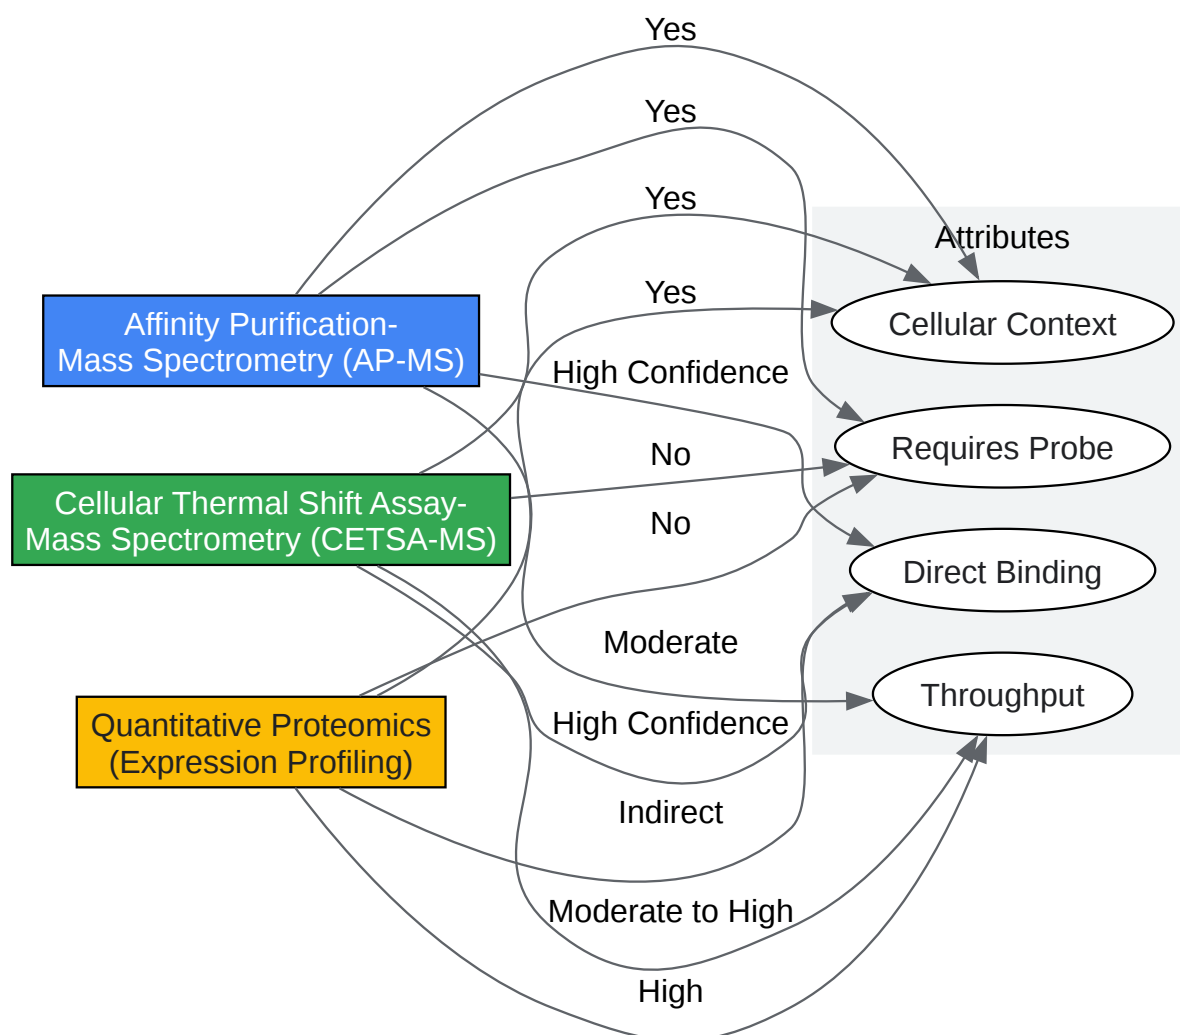 Yes
Yes
Yes
Attributes
Yes
Affinity Purification-
Mass Spectrometry (AP-MS)
Cellular Context
High Confidence
Requires Probe
No
Cellular Thermal Shift Assay-
Mass Spectrometry (CETSA-MS)
No
Direct Binding
Moderate
Throughput
High Confidence
Quantitative Proteomics
(Expression Profiling)
Indirect
Moderate to High
High